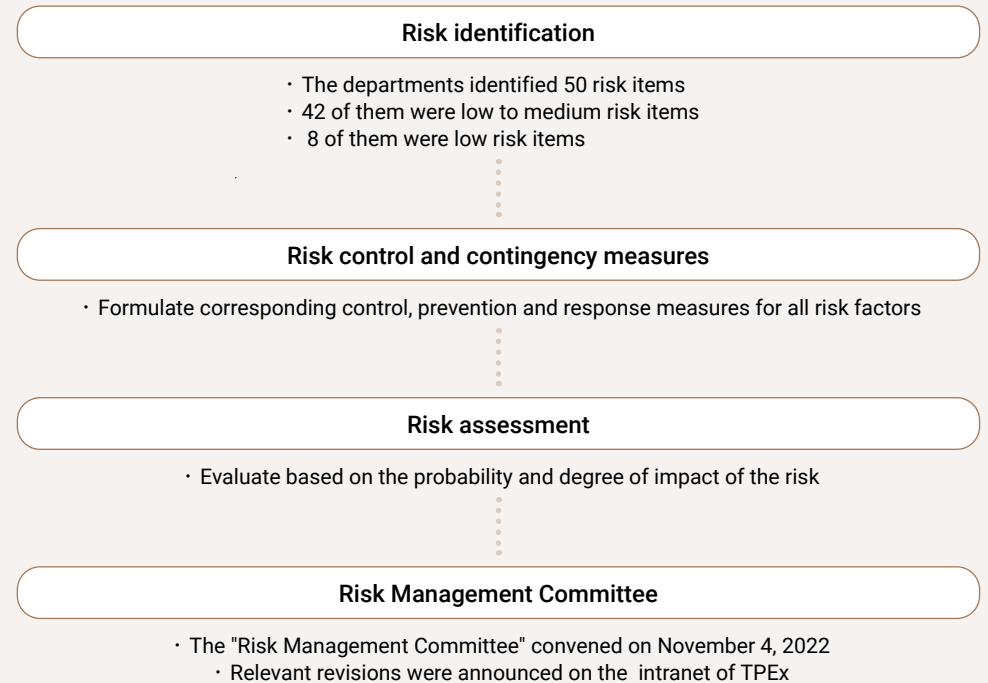 Risk identification
· The departments identified 50 risk items
· 42 of them were low to medium risk items
· 8 of them were low risk items
Risk control and contingency measures
· Formulate corresponding control, prevention and response measures for all risk factors
Risk assessment
· Evaluate based on the probability and degree of impact of the risk
Risk Management Committee
· The "Risk Management Committee" convened on November 4, 2022
· Relevant revisions were announced on the intranet of TPEx